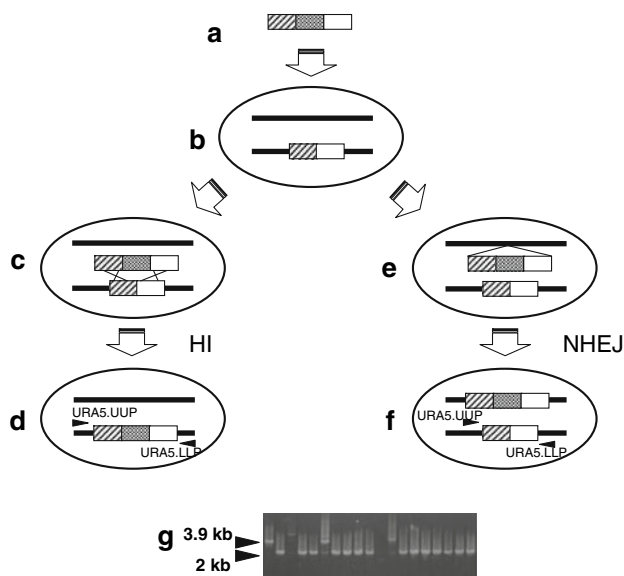 a
b
c
e
HI
NHEJ
d
URA5.UUP
URA5.LLP
f
URA5.UUP
URA5.LLP
g
3.9 kb
2 kb